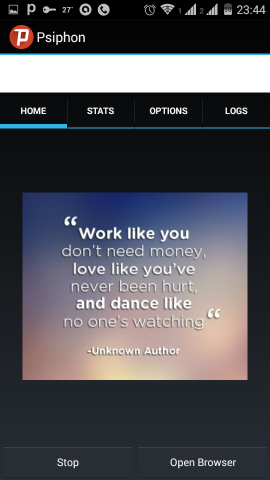 27°
1
2
23:44
Psiphon
HOME STATS OPTIONS LOGS
“Work like you
don't need money,
love like you've
never been hurt,
and dance like
no one's watching“
-Unknown Author
Stop Open Browser